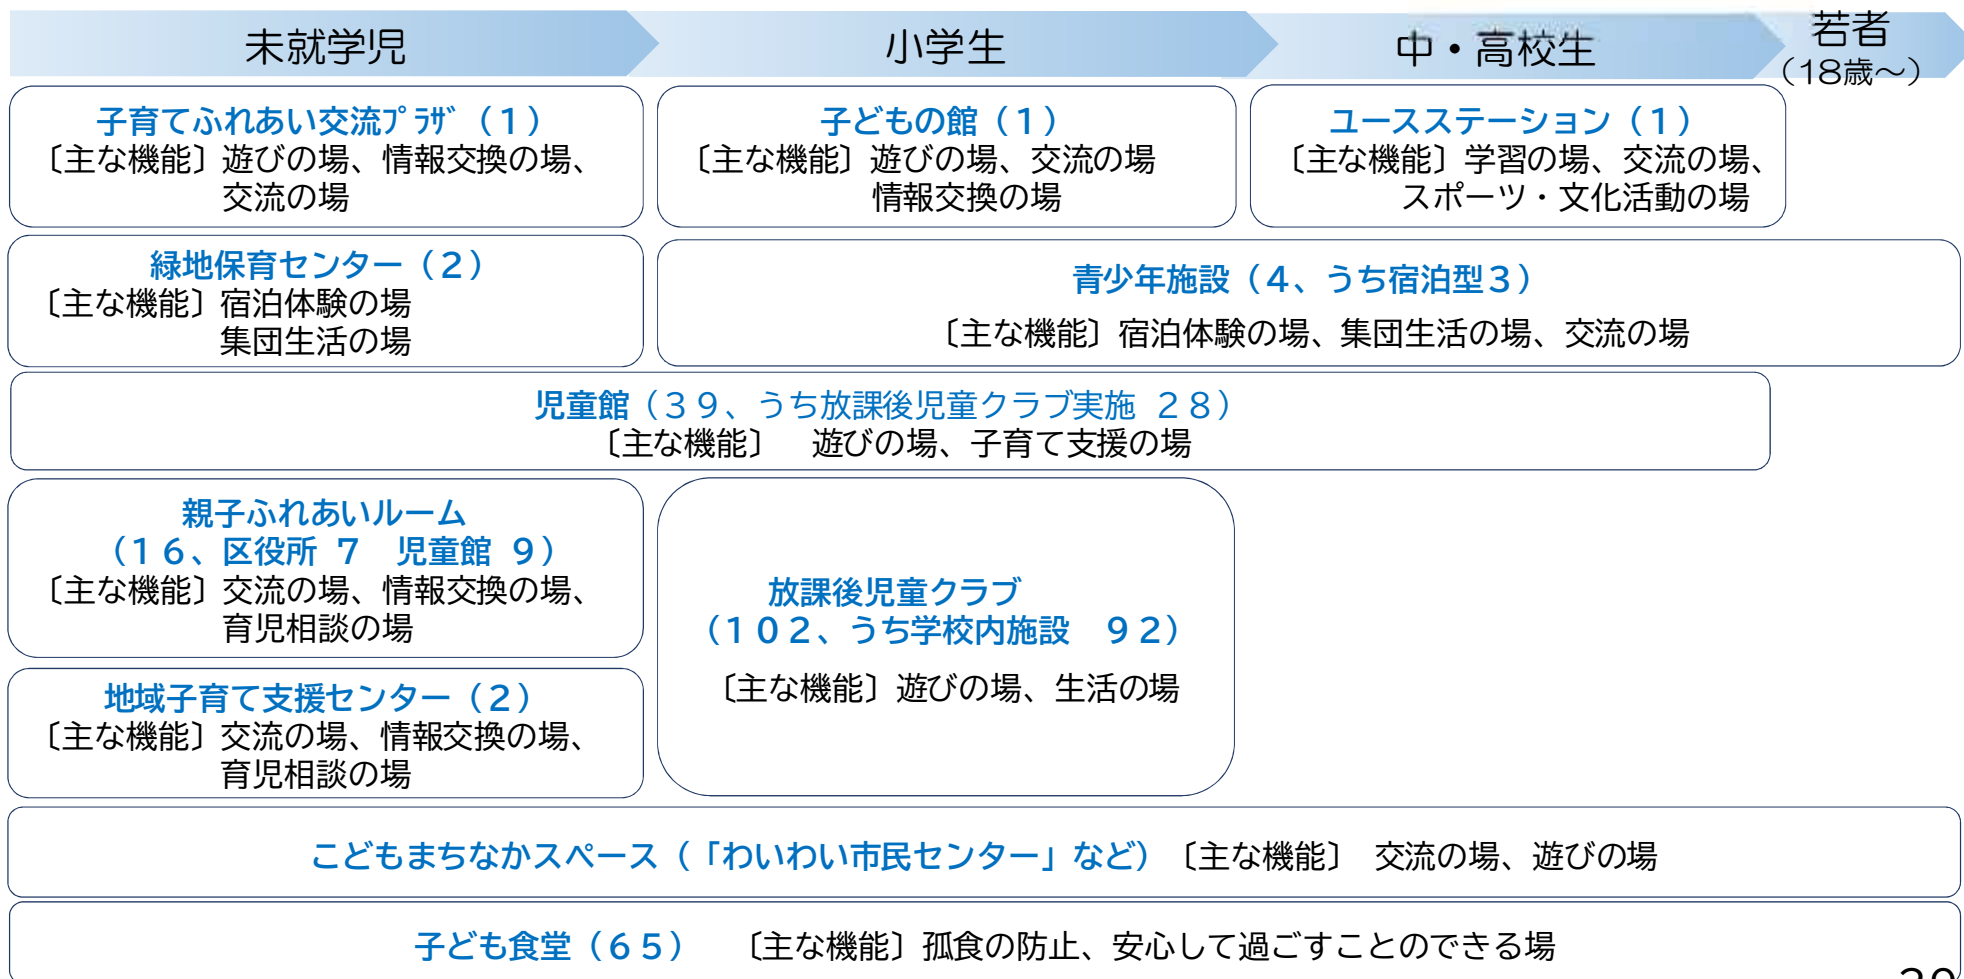 未就学児
小学生
中・高校生
若者
（18歳～）
子育てふれあい交流プラザ（１）
〔主な機能〕遊びの場、情報交換の場、
交流の場
子どもの館（１）
〔主な機能〕遊びの場、交流の場
情報交換の場
ユースステーション（１）
〔主な機能〕学習の場、交流の場、
スポーツ・文化活動の場
緑地保育センター（２）
〔主な機能〕宿泊体験の場
集団生活の場
青少年施設（４、うち宿泊型３）
〔主な機能〕宿泊体験の場、集団生活の場、交流の場
児童館（３９、うち放課後児童クラブ実施 ２８）
〔主な機能〕 遊びの場、子育て支援の場
親子ふれあいルーム
（１６、区役所 ７ 児童館 ９）
〔主な機能〕交流の場、情報交換の場、
育児相談の場
放課後児童クラブ
（１０２、うち学校内施設 ９２）
〔主な機能〕遊びの場、生活の場
地域子育て支援センター（２）
〔主な機能〕交流の場、情報交換の場、
育児相談の場
こどもまちなかスペース（「わいわい市民センター」など）〔主な機能〕 交流の場、遊びの場
子ども食堂（６５） 〔主な機能〕孤食の防止、安心して過ごすことのできる場